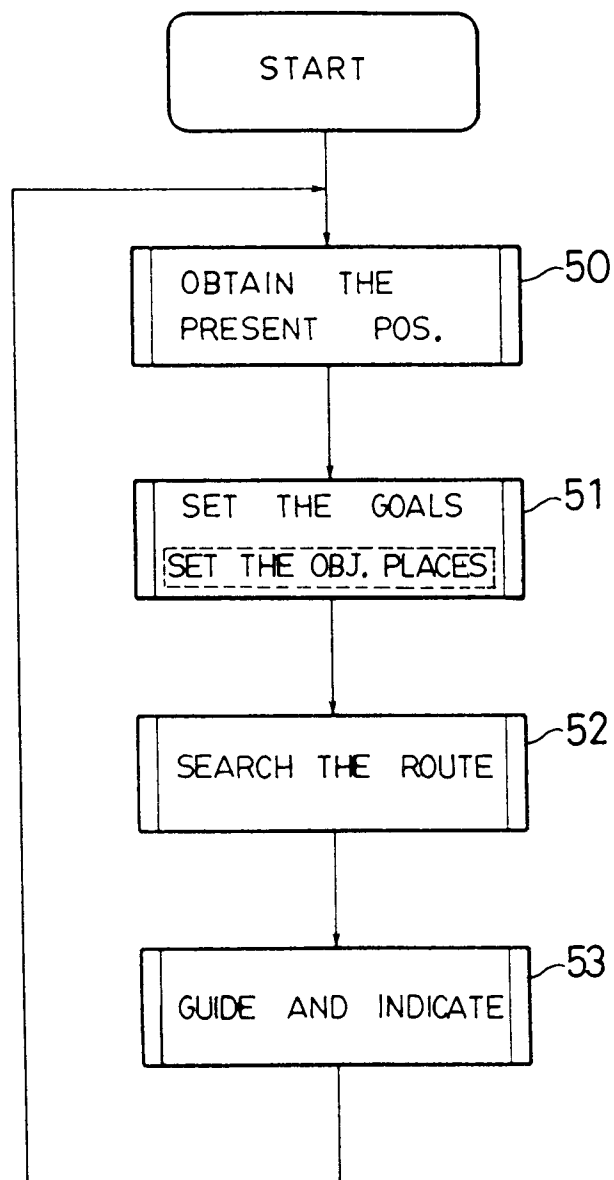 START
OBTAIN THE
PRESENT POS.
50
SET THE GOALS
SET THE OBJ. PLACES
51
SEARCH THE ROUTE
52
GUIDE AND INDICATE
53